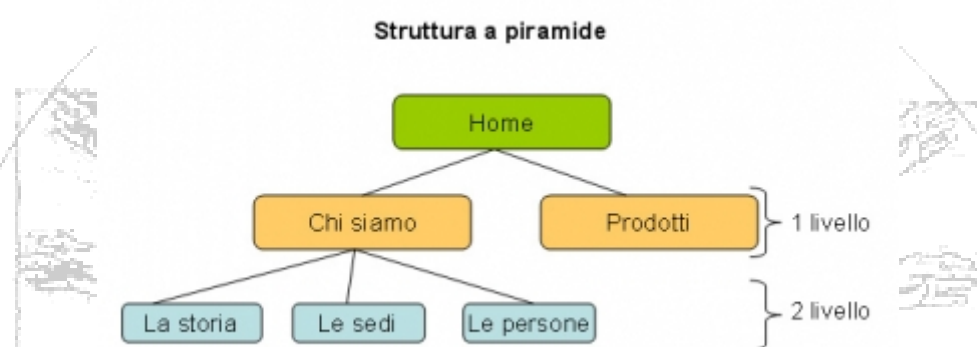 Struttura a piramide
Home
Chi siamo
Prodotti
1 livello
La storia
Le sedi
Le persone
2 livello